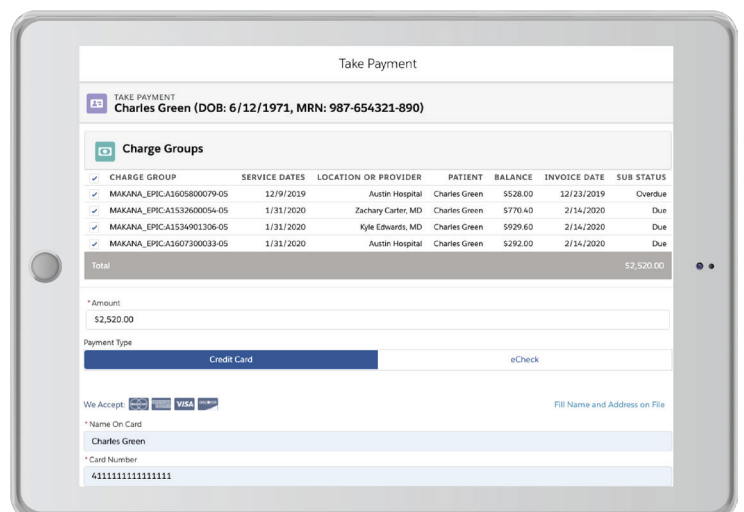 Take Payment
TAKE PAYMENT
Charles Green (DOB: 6/12/1971, MRN: 987-654321-890)
Charge Groups
CHARGE GROUP SERVICE DATES LOCATION OR PROVIDER PATIENT BALANCE INVOICE DATE SUB STATUS
MAKANA_EPIC:A1605800079-05 12/9/2019 Austin Hospital Charles Green $528.00 12/23/2019 Overdue
MAKANA_EPIC:A1532600054-05 1/31/2020 Zachary Carter, MD Charles Green $770.40 2/14/2020 Due
MAKANA_EPIC:A1534901306-05 1/31/2020 Kyle Edwards, MD Charles Green $929.60 2/14/2020 Due
MAKANA_EPIC:A1607300033-05 1/31/2020 Austin Hospital Charles Green $292.00 2/14/2020 Due
Total $2,520.00
*Amount
$2,520.00
Payment Type
Credit Card eCheck
We Accept: VISA Fill Name and Address on File
*Name On Card
Charles Green
*Card Number
4111111111111111